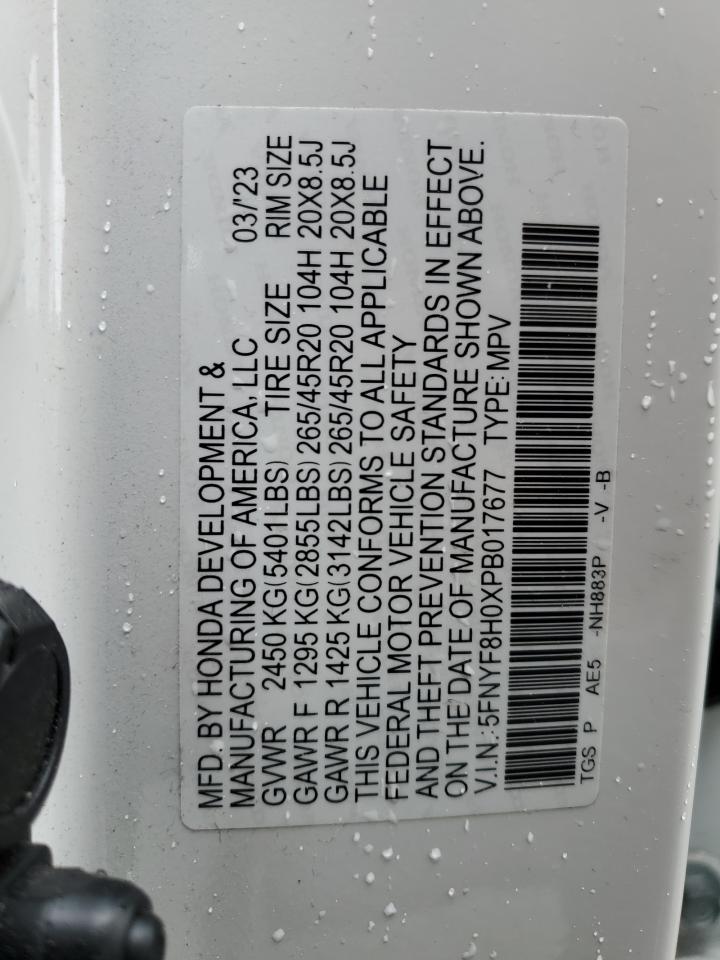 MFD. BY HONDA DEVELOPMENT &
MANUFACTURING OF AMERICA, LLC 03/'23
GVWR 2450 KG(5401LBS) TIRE SIZE RIM SIZE
GAWR F 1295 KG(2855LBS) 265/45R20 104H 20X8.5J
GAWR R 1425 KG(3142LBS) 265/45R20 104H 20X8.5J
THIS VEHICLE CONFORMS TO ALL APPLICABLE
FEDERAL MOTOR VEHICLE SAFETY
AND THEFT PREVENTION STANDARDS IN EFFECT
ON THE DATE OF MANUFACTURE SHOWN ABOVE.
V.I.N.:5FNYF8H0XPB017677 TYPE:MPV
TGS P AE5 -NH883P / -V -B